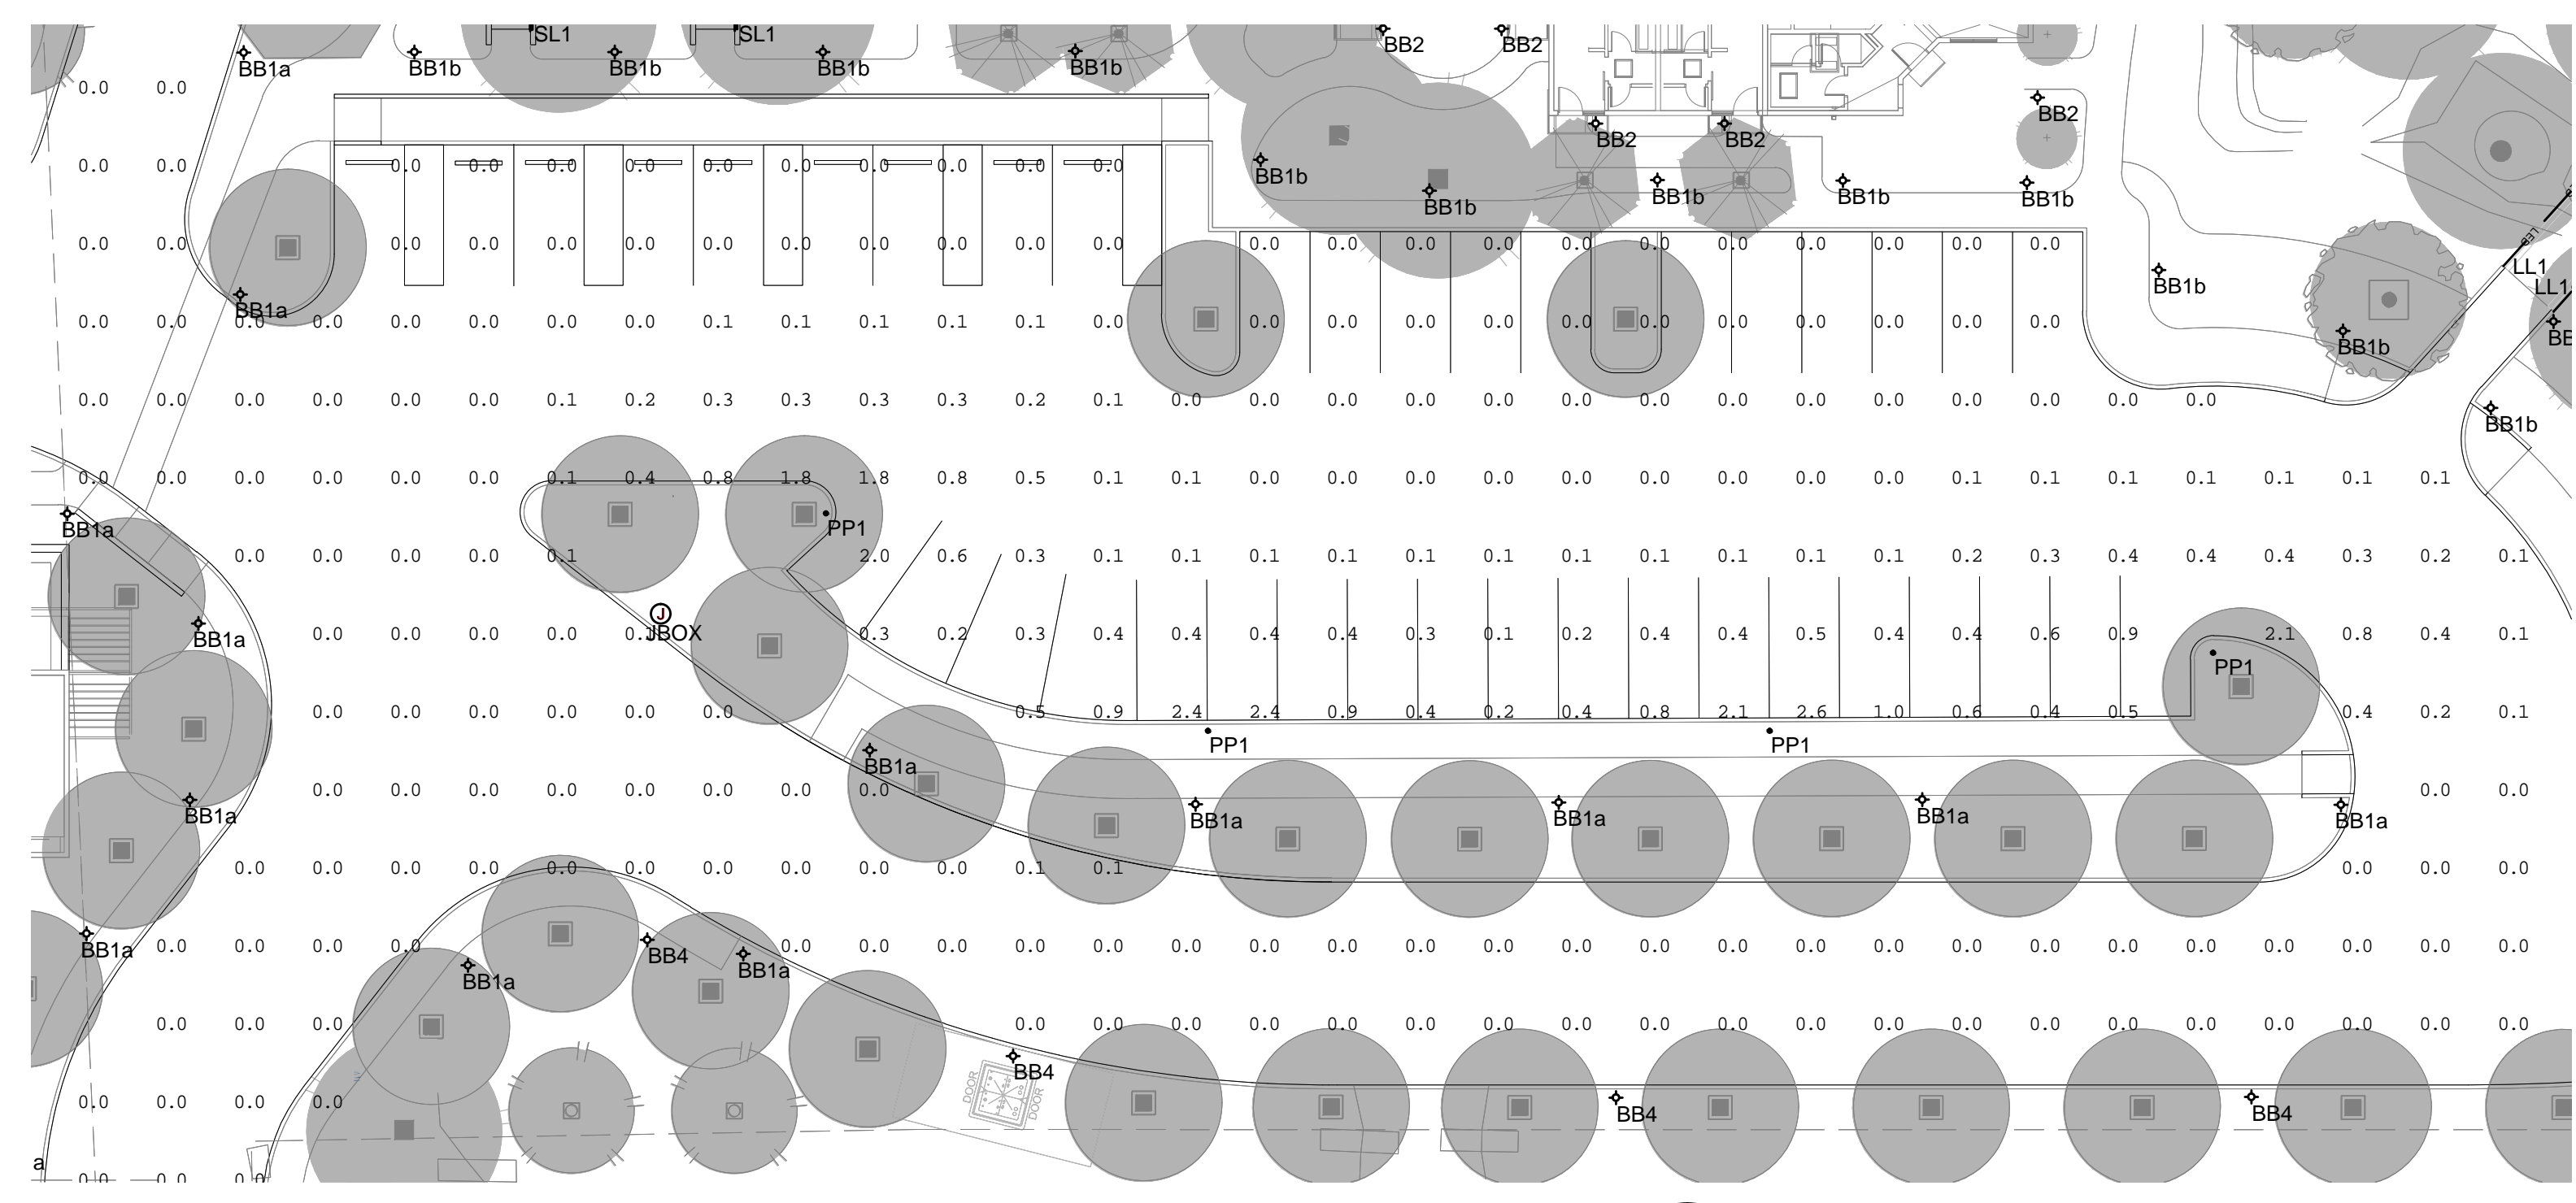 SL1 SL1
BB2 BB2
BB1a BB1b BB1b BB1b BB1b
0.0 0.0
BB2
BB2 BB2
0.0 0.0 0.0 0.0 0.0 0.0 0.0 0.0 0.0 0.0 0.0 0.0
BB1b BB1b BB1b BB1b BB1b
LED
0.0 0.0 0.0 0.0 0.0 0.0 0.0 0.0 0.0 0.0 0.0 0.0 0.0 0.0 0.0 0.0 0.0 0.0 0.0 0.0 0.0 0.0 0.0
LL1
BB1b LL1
BB1a
0.0 0.0 0.0 0.0 0.0 0.0 0.0 0.0 0.1 0.1 0.1 0.1 0.1 0.0 0.0 0.0 0.0 0.0 0.0 0.0 0.0 0.0 0.0 0.0 0.0
BB1b BB
0.0 0.0 0.0 0.0 0.0 0.0 0.1 0.2 0.3 0.3 0.3 0.3 0.2 0.1 0.0 0.0 0.0 0.0 0.0 0.0 0.0 0.0 0.0 0.0 0.0 0.0 0.0 0.0
BB1b
0.0 0.0 0.0 0.0 0.0 0.0 0.1 0.4 0.8 1.8 1.8 0.8 0.5 0.1 0.1 0.0 0.0 0.0 0.0 0.0 0.0 0.0 0.0 0.0 0.1 0.1 0.1 0.1 0.1 0.1 0.1
BB1a PP1
0.0 0.0 0.0 0.0 0.1 2.0 0.6 0.3 0.1 0.1 0.1 0.1 0.1 0.1 0.1 0.1 0.1 0.1 0.1 0.2 0.3 0.4 0.4 0.4 0.3 0.2 0.1
J
BB1a JBOX
0.0 0.0 0.0 0.0 0.1 0.3 0.2 0.3 0.4 0.4 0.4 0.4 0.3 0.1 0.2 0.4 0.4 0.5 0.4 0.4 0.6 0.9 2.1 0.8 0.4 0.1
PP1
0.0 0.0 0.0 0.0 0.0 0.0 0.5 0.9 2.4 2.4 0.9 0.4 0.2 0.4 0.8 2.1 2.6 1.0 0.6 0.4 0.5 0.4 0.2 0.1
PP1 PP1
BB1a
0.0 0.0 0.0 0.0 0.0 0.0 0.0 0.0 0.0 0.0
BB1a BB1a BB1a BB1a BB1a
0.0 0.0 0.0 0.0 0.0 0.0 0.0 0.0 0.0 0.0 0.1 0.1 0.0 0.0 0.0
BB1a BB4 BB1a
0.0 0.0 0.0 0.0 0.0 0.0 0.0 0.0 0.0 0.0 0.0 0.0 0.0 0.0 0.0 0.0 0.0 0.0 0.0 0.0 0.0 0.0 0.0 0.0 0.0 0.0 0.0
BB1a
0.0 0.0 0.0 0.0 0.0 0.0 0.0 0.0 0.0 0.0 0.0 0.0 0.0 0.0 0.0 0.0 0.0 0.0 0.0 0.0 0.0 0.0 0.0
BB4
DOOR
DOOR
0.0 0.0 0.0 0.0
BB4 BB4
a
0.0 0.0 0.0